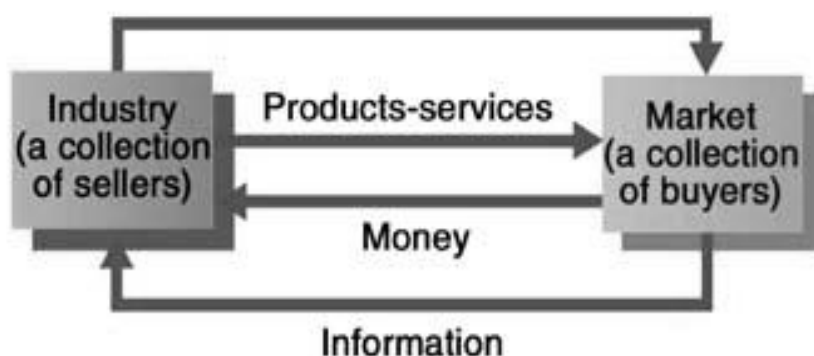 Industry
(a collection
of sellers)
Products-services
Market
(a collection
of buyers)
Money
Information